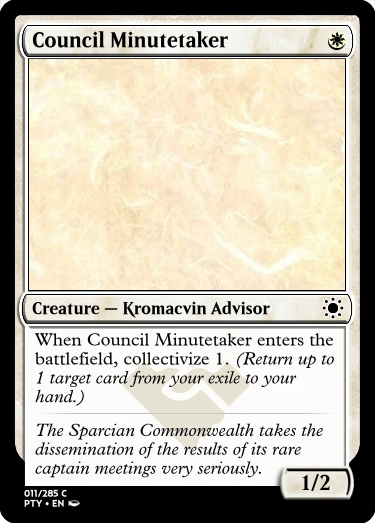 Council Minutetaker
Creature — Kromacvin Advisor
When Council Minutetaker enters the
battlefield, collectivize 1. (Return up to
1 target card from your exile to your
hand.)
The Sparcian Commonwealth takes the
dissemination of the results of its rare
captain meetings very seriously.
1/2
011/285 C
PTY • EN